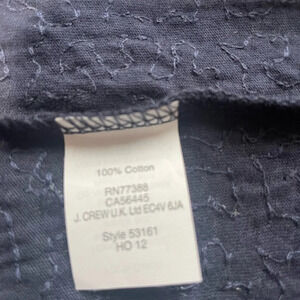 100% Cotton
RN77388
CA56445
J. CREW U.K. Ltd EC4V 6JA
Style 53161
HO 12